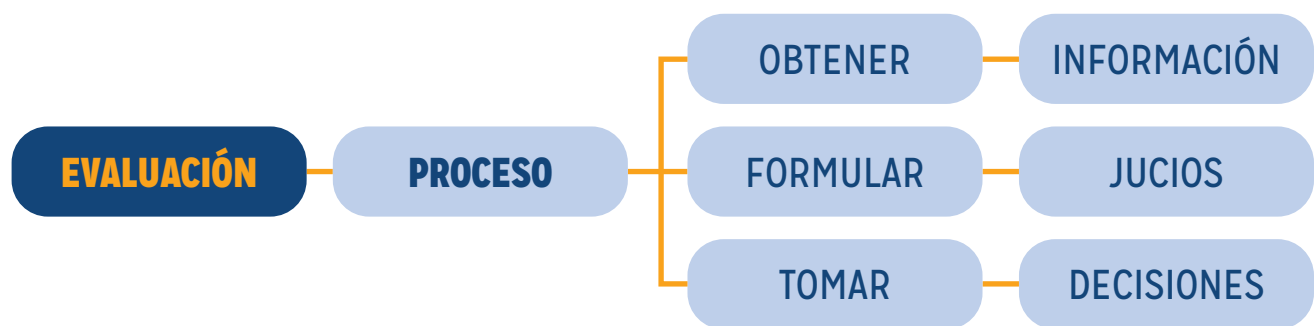 EVALUACIÓN
PROCESO
OBTENER
INFORMACIÓN
FORMULAR
JUCIOS
TOMAR
DECISIONES